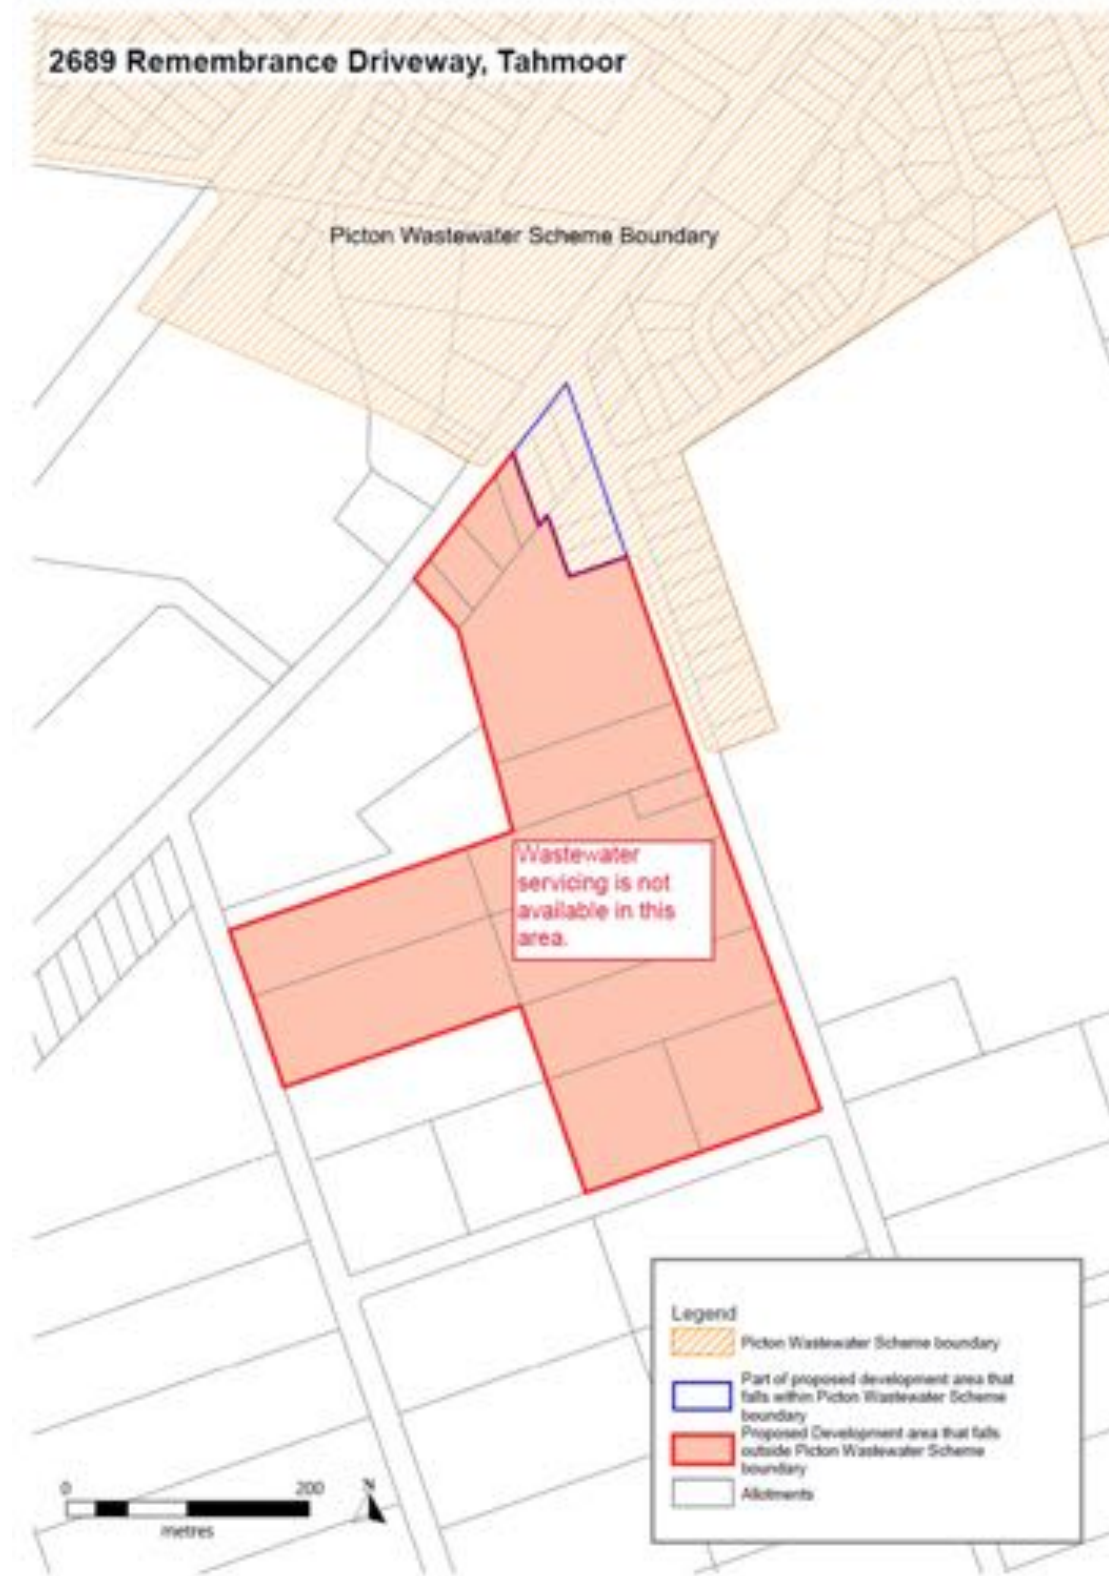 2689 Remembrance Driveway, Tahmoor
Picton Wastewater Scheme Boundary
Wastewater
servicing is not
available in this
area.
Legend
Picton Wastewater Scheme boundary
Part of proposed development area that
falls within Picton Wastewater Scheme
boundary
Proposed Development area that falls
outside Picton Wastewater Scheme
boundary
Allotments
0 200
metres
N